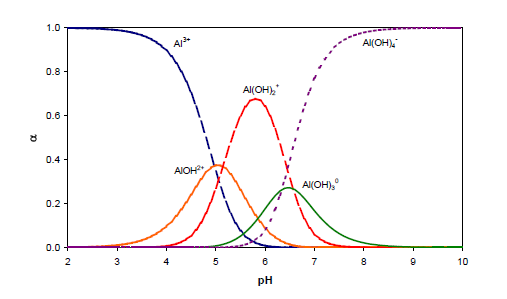 1.0
0.8
0.6
0.4
0.2
0.0
α
Al³⁺
Al(OH)₄⁻
Al(OH)₂⁺
AlOH²⁺
Al(OH)₃⁰
2 3 4 5 6 7 8 9 10
pH